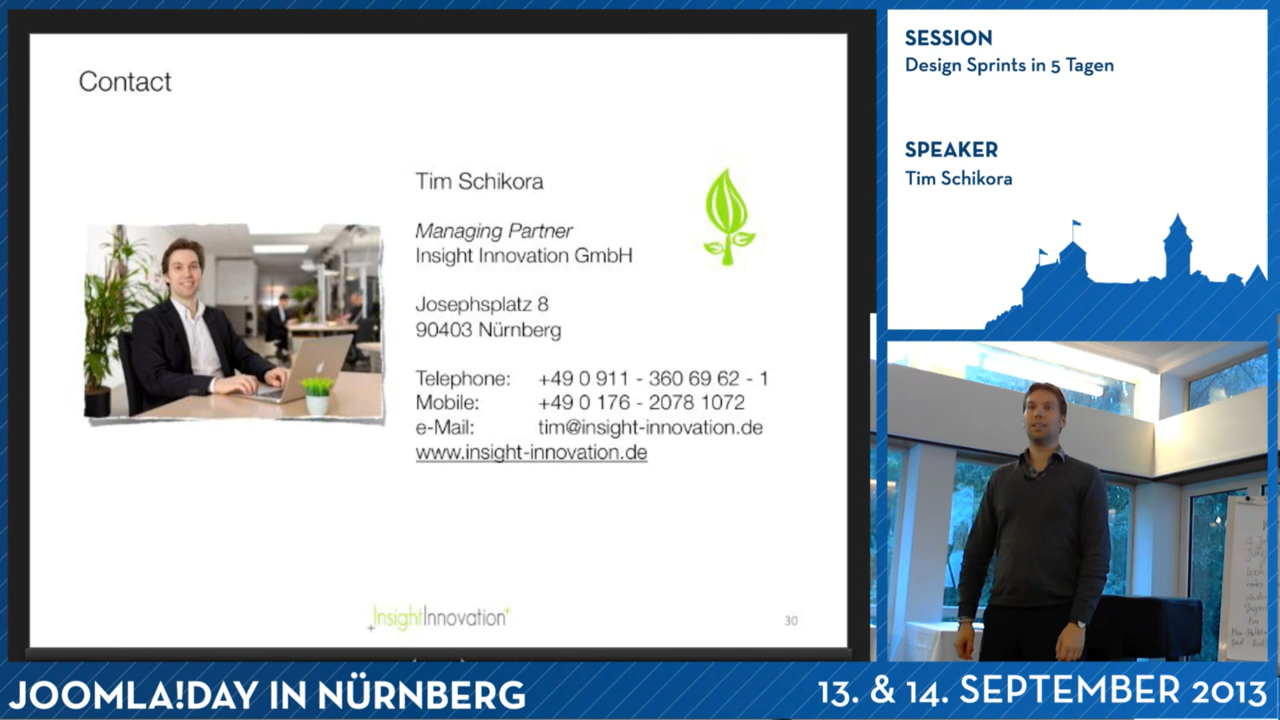 Contact
Tim Schikora
Managing Partner
Insight Innovation GmbH
Josephsplatz 8
90403 Nürnberg
Telephone: +49 0 911 - 360 69 62 - 1
Mobile: +49 0 176 - 2078 1072
e-Mail: tim@insight-innovation.de
www.insight-innovation.de
InsightInnovation
30
SESSION
Design Sprints in 5 Tagen
SPEAKER
Tim Schikora
JOOMLA!DAY IN NÜRNBERG
13. & 14. SEPTEMBER 2013